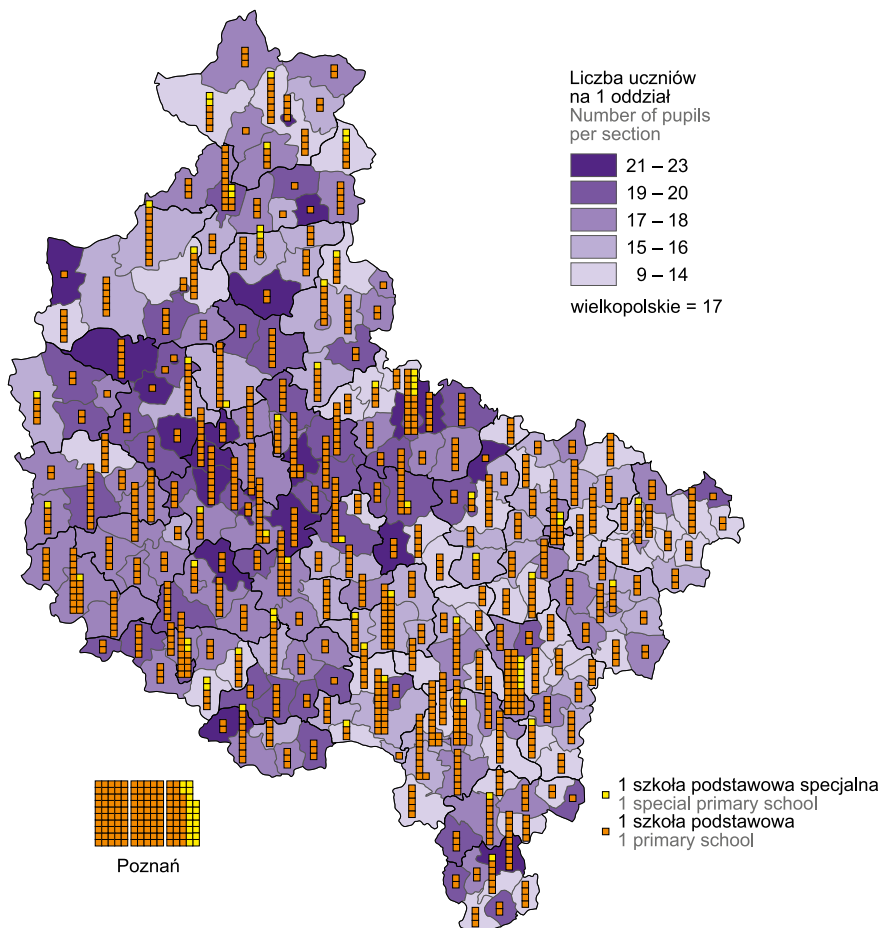 Liczba uczniów
na 1 oddział
Number of pupils
per section
21 – 23
19 – 20
17 – 18
15 – 16
9 – 14
wielkopolskie = 17
1 szkoła podstawowa specjalna
1 special primary school
1 szkoła podstawowa
1 primary school
Poznań